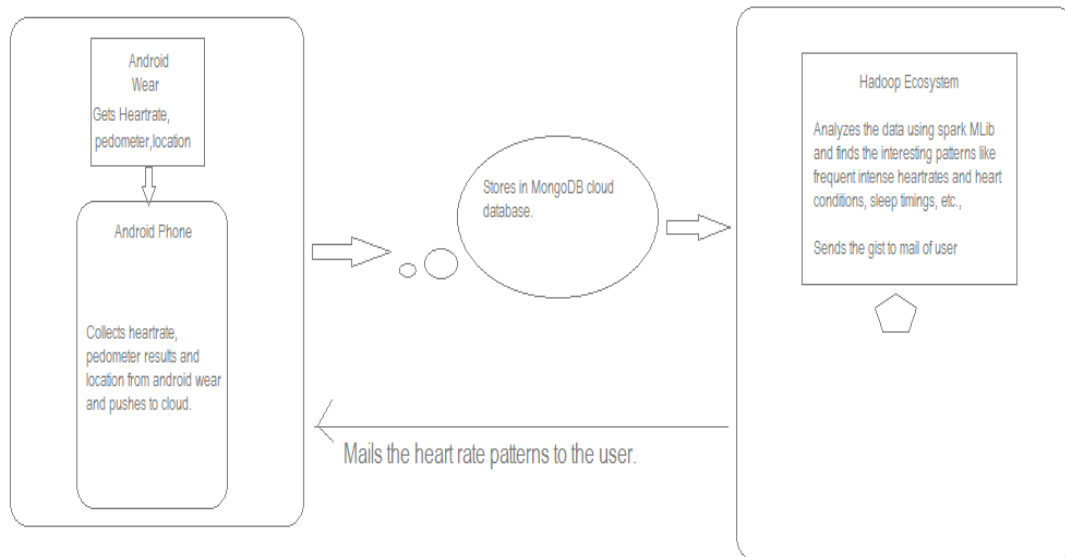 Android
Wear
Gets Heartrate,
pedometer,location
Android Phone
Collects heartrate,
pedometer results and
location from android wear
and pushes to cloud.
Stores in MongoDB cloud
database.
Hadoop Ecosystem
Analyzes the data using spark MLib
and finds the interesting patterns like
frequent intense heartrates and heart
conditions, sleep timings, etc.,
Sends the gist to mail of user
Mails the heart rate patterns to the user.